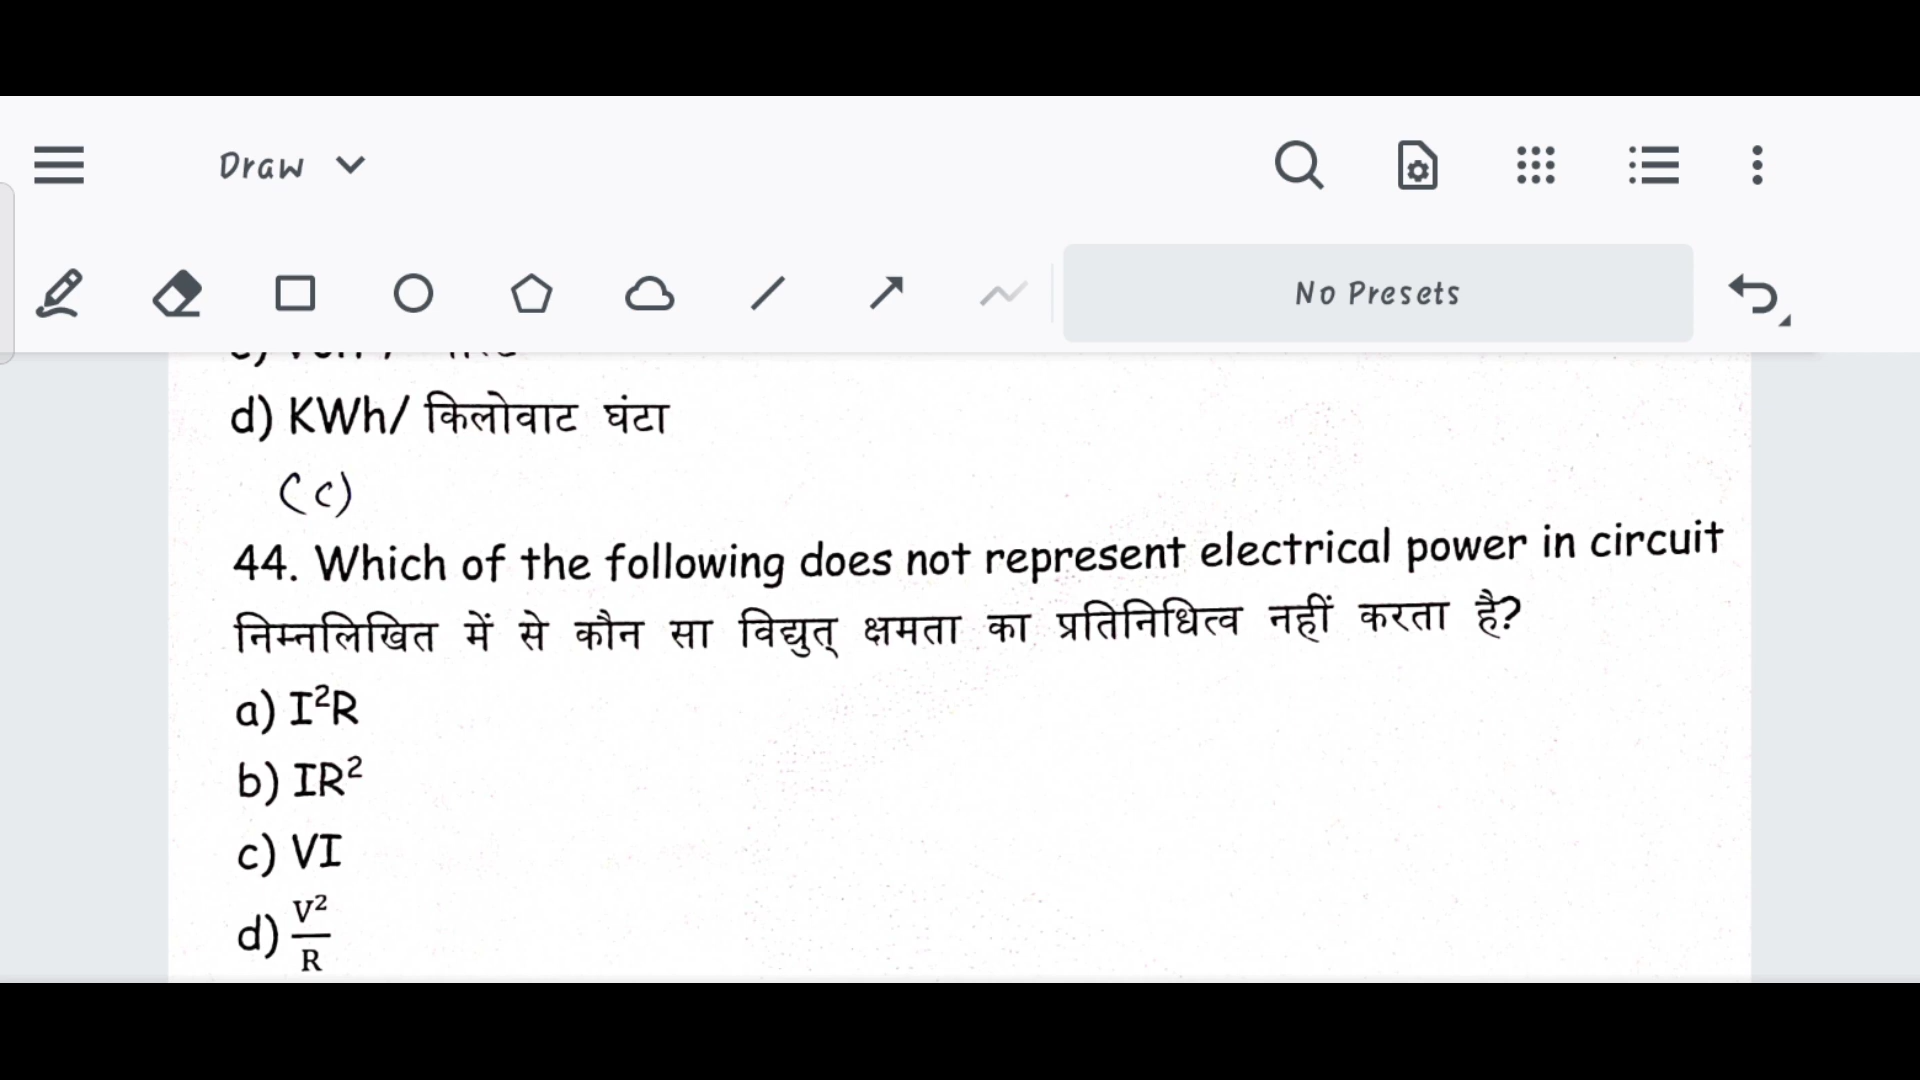 Draw
No Presets
d) KWh/ किलोवाट घंटा
(c)
44. Which of the following does not represent electrical power in circuit
निम्नलिखित में से कौन सा विद्युत् क्षमता का प्रतिनिधित्व नहीं करता है?
a) I²R
b) IR²
c) VI
d) V²
R